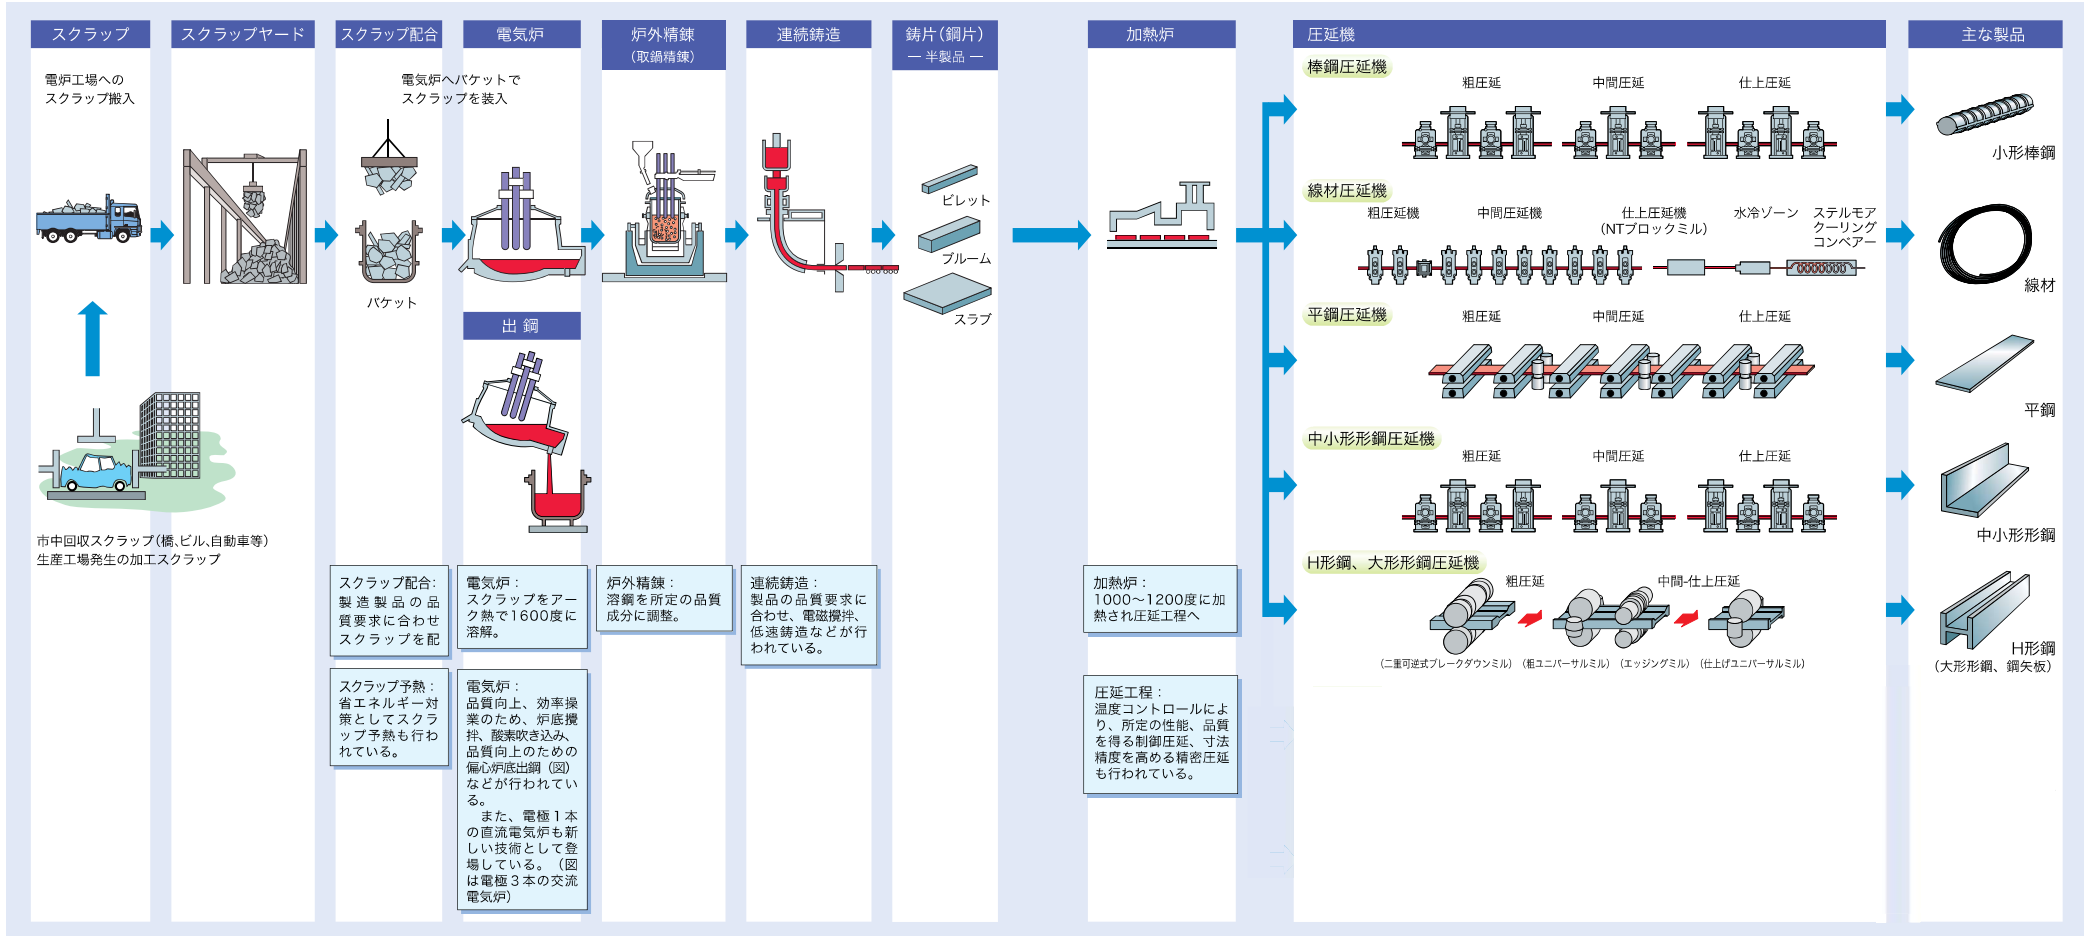 スクラップ
スクラップヤード
スクラップ配合
電気炉
炉外精錬
(取鍋精錬)
連続鋳造
鋳片(鋼片)
― 半製品 ―
加熱炉
圧延機
主な製品
電炉工場への
スクラップ搬入
電気炉へバケットで
スクラップを装入
バケット
出 鋼
ビレット
ブルーム
スラブ
市中回収スクラップ(橋、ビル、自動車等)
生産工場発生の加工スクラップ
棒鋼圧延機
粗圧延
中間圧延
仕上圧延
小形棒鋼
線材圧延機
粗圧延機
中間圧延機
仕上圧延機
(NTブロックミル)
水冷ゾーン
ステルモア
クーリング
コンベアー
線材
平鋼圧延機
粗圧延
中間圧延
仕上圧延
平鋼
中小形形鋼圧延機
粗圧延
中間圧延
仕上圧延
中小形形鋼
H形鋼、大形形鋼圧延機
粗圧延
中間-仕上圧延
(二重可逆式ブレークダウンミル)
(粗ユニバーサルミル)
(エッジングミル)
(仕上げユニバーサルミル)
H形鋼
(大形形鋼、鋼矢板)
スクラップ配合:
製造製品の品
質要求に合わせ
スクラップを配
スクラップ予熱:
省エネルギー対
策としてスクラ
ップ予熱も行わ
れている。
電気炉:
スクラップをアー
ク熱で1600度に
溶解。
電気炉:
品質向上、効率操
業のため、炉底攪
拌、酸素吹き込み、
品質向上のための
偏心炉底出鋼(図)
などが行われてい
る。
また、電極1本
の直流電気炉も新
しい技術として登
場している。(図
は電極3本の交流
電気炉)
炉外精錬:
溶鋼を所定の品質
成分に調整。
連続鋳造:
製品の品質要求に
合わせ、電磁攪拌、
低速鋳造などが行
われている。
加熱炉:
1000〜1200度に加
熱され圧延工程へ
圧延工程:
温度コントロールによ
り、所定の性能、品質
を得る制御圧延、寸法
精度を高める精密圧延
も行われている。